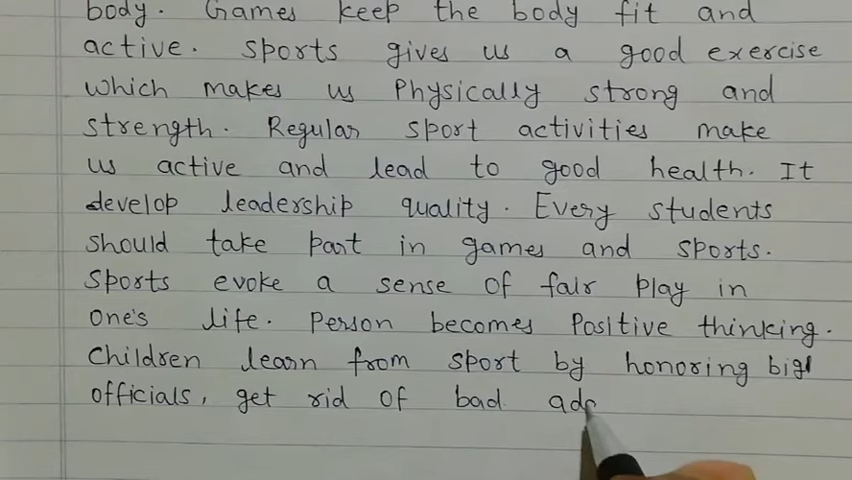 body. Games keep the body fit and
active. Sports gives us a good exercise
which makes us Physically strong and
strength. Regular sport activities make
us active and lead to good health. It
develop leadership quality. Every students
should take part in games and sports.
Sports evoke a sense of fair play in
one's life. Person becomes Positive thinking.
Children learn from sport by honoring big
officials, get rid of bad